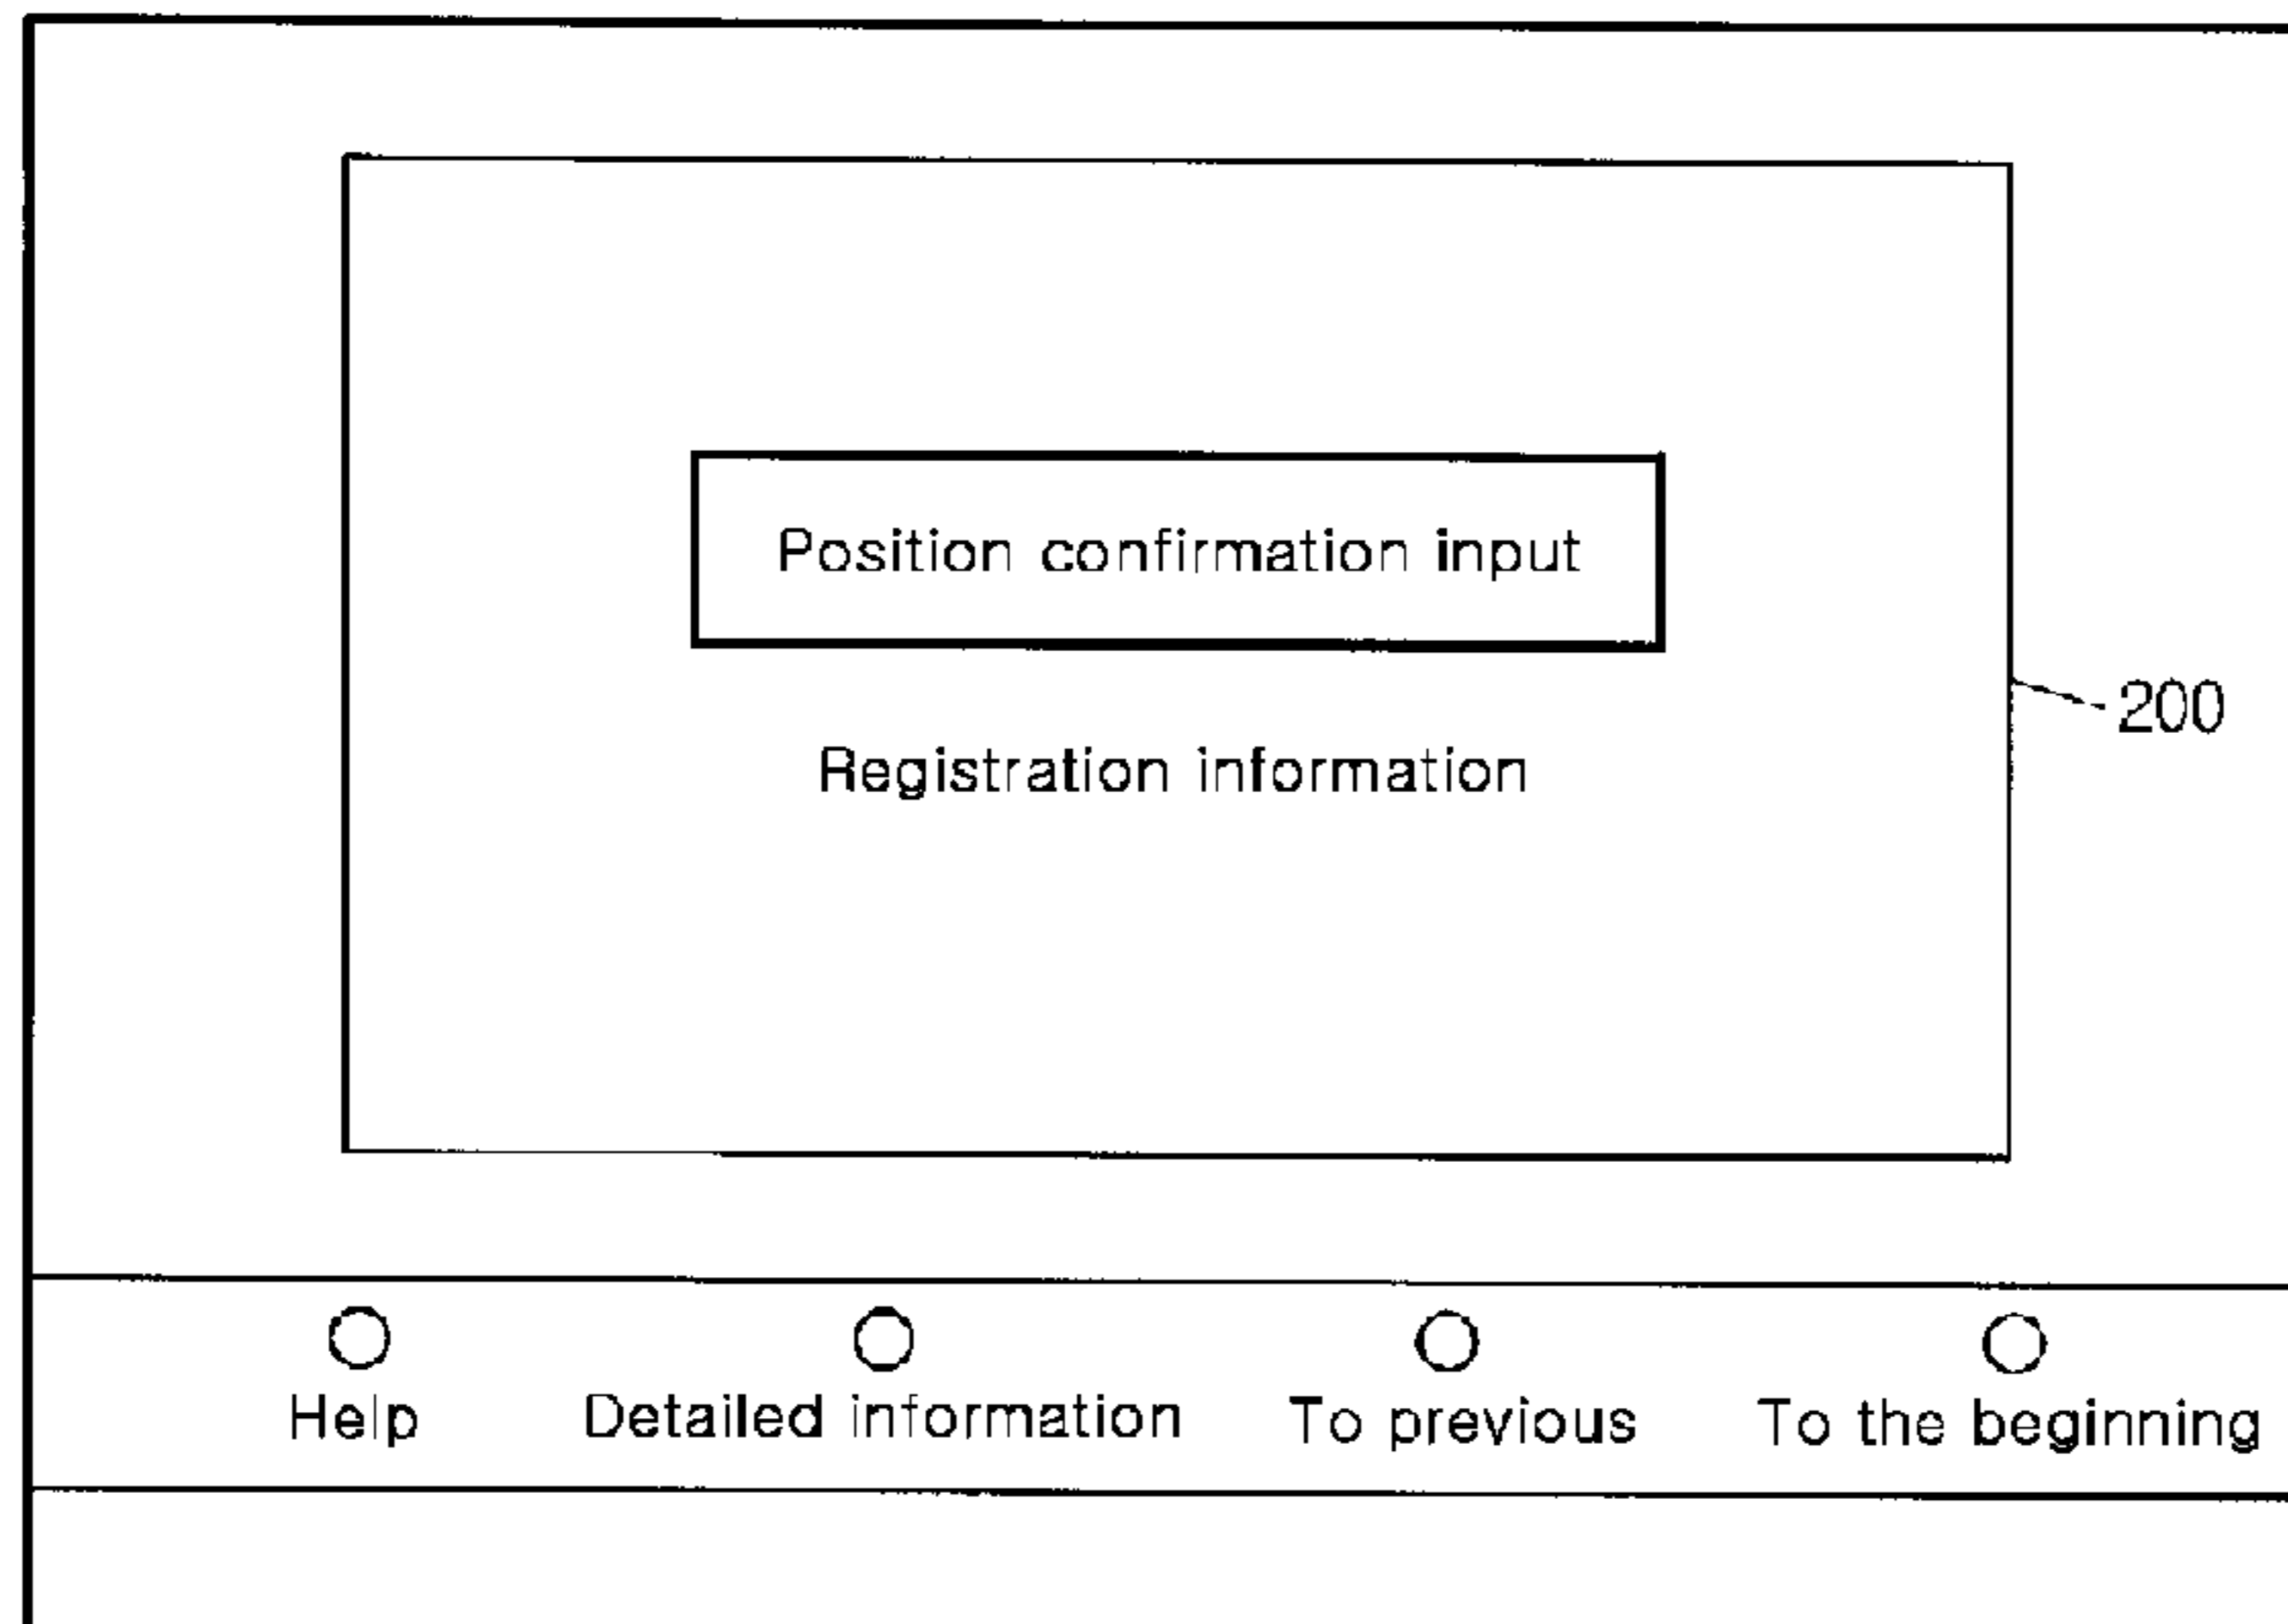 Position confirmation input
200
Registration information
Help Detailed information To previous To the beginning